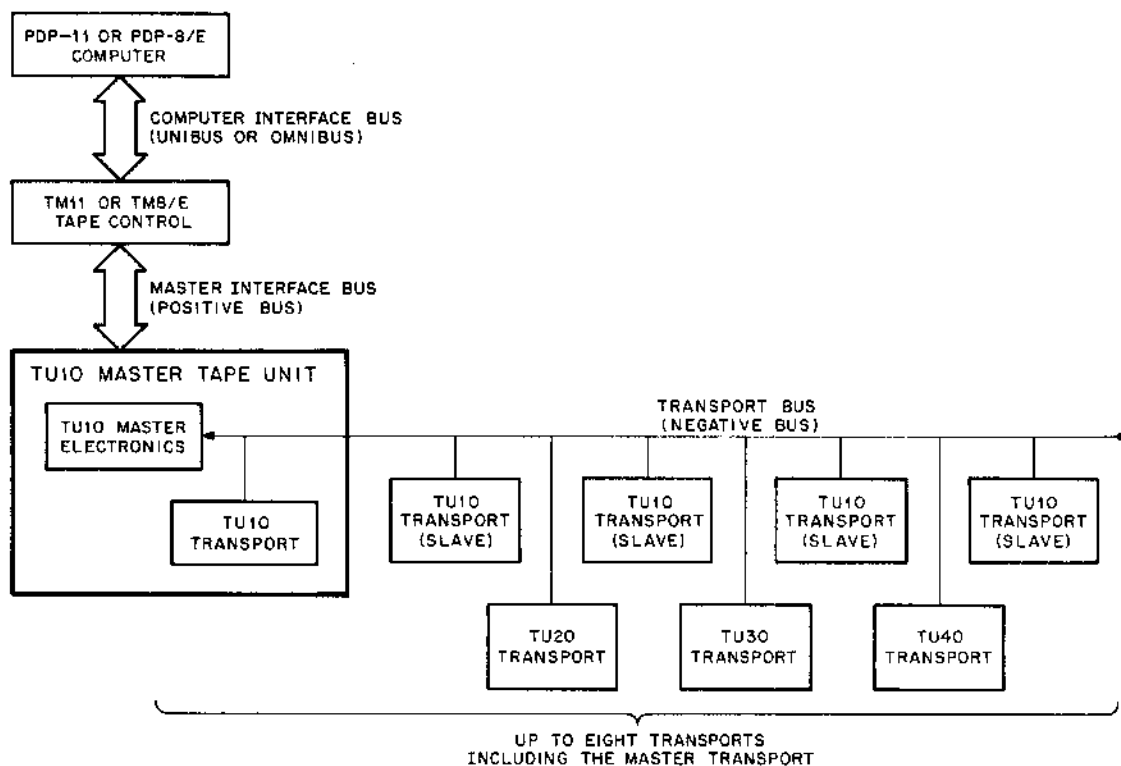 PDP-11 OR PDP-8/E
COMPUTER
COMPUTER INTERFACE BUS
(UNIBUS OR OMNIBUS)
TM11 OR TM8/E
TAPE CONTROL
MASTER INTERFACE BUS
(POSITIVE BUS)
TU10 MASTER TAPE UNIT
TU10 MASTER
ELECTRONICS
TRANSPORT BUS
(NEGATIVE BUS)
TU10
TRANSPORT
TU10
TRANSPORT
(SLAVE)
TU10
TRANSPORT
(SLAVE)
TU10
TRANSPORT
(SLAVE)
TU10
TRANSPORT
(SLAVE)
TU20
TRANSPORT
TU30
TRANSPORT
TU40
TRANSPORT
UP TO EIGHT TRANSPORTS
INCLUDING THE MASTER TRANSPORT